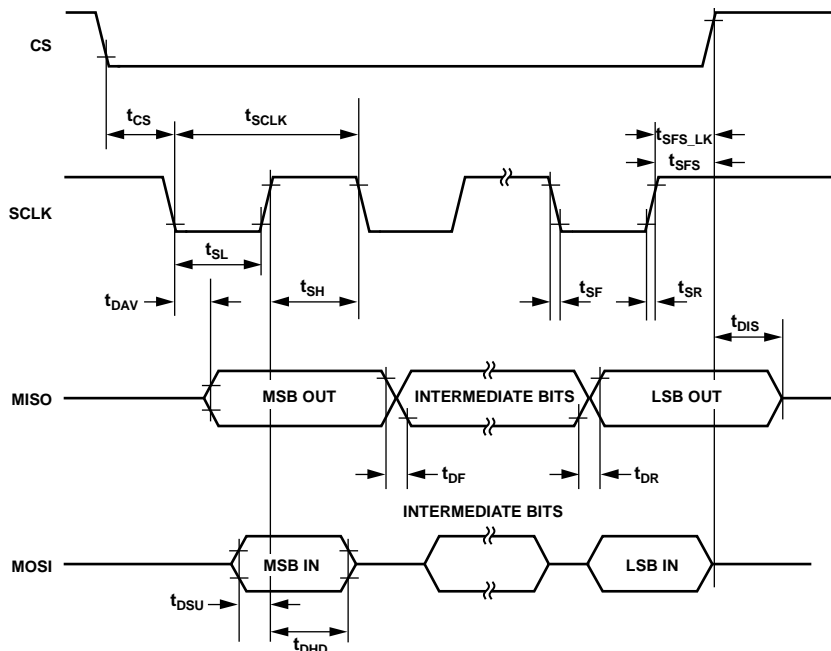 CS
tCS
tSCLK
tSFS_LK
tSFS
SCLK
tSL
tSH
tSF
tSR
tDAV
tDIS
MISO
MSB OUT
INTERMEDIATE BITS
LSB OUT
tDF
tDR
INTERMEDIATE BITS
MOSI
MSB IN
LSB IN
tDSU
tDHD